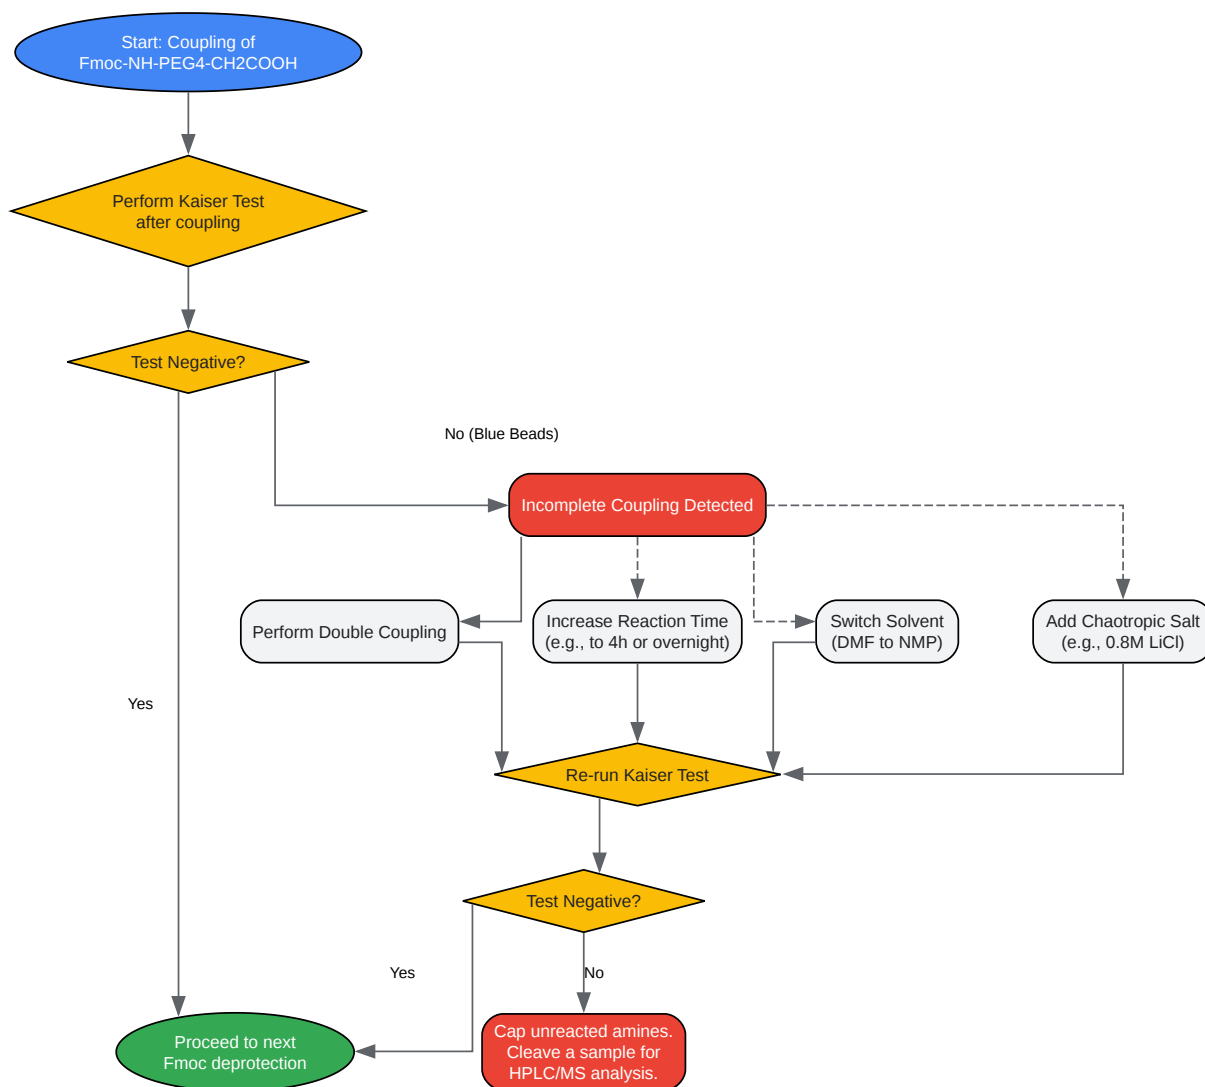 Start: Coupling of
Fmoc-NH-PEG4-CH2COOH
Perform Kaiser Test
after coupling
Test Negative?
No (Blue Beads)
Incomplete Coupling Detected
Perform Double Coupling
Increase Reaction Time
(e.g., to 4h or overnight)
Switch Solvent
(DMF to NMP)
Add Chaotropic Salt
(e.g., 0.8M LiCl)
Yes
Re-run Kaiser Test
Test Negative?
Yes
No
Proceed to next
Fmoc deprotection
Cap unreacted amines.
Cleave a sample for
HPLC/MS analysis.